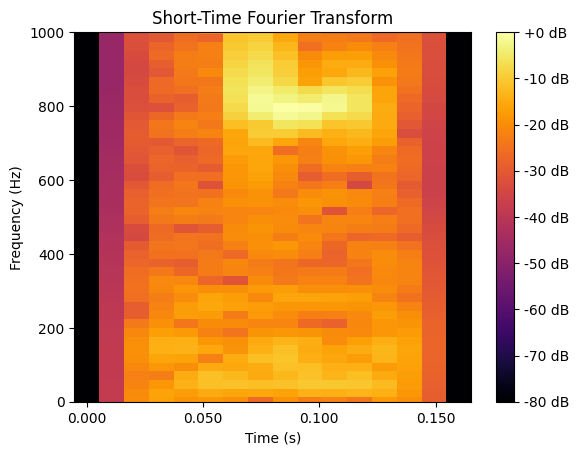 Short-Time Fourier Transform
1000
800
600
400
200
0
Frequency (Hz)
0.000
0.050
0.100
0.150
Time (s)
+0 dB
-10 dB
-20 dB
-30 dB
-40 dB
-50 dB
-60 dB
-70 dB
-80 dB